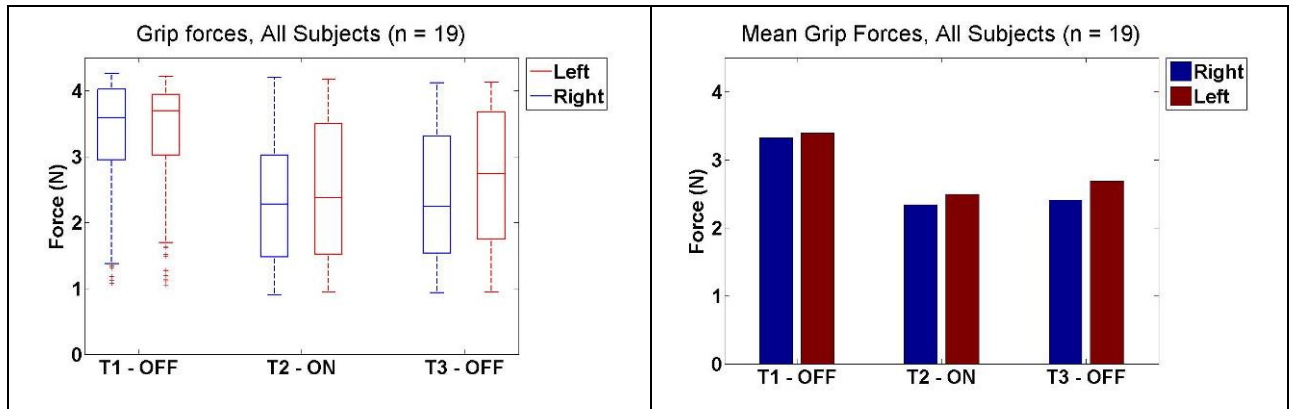 Grip forces, All Subjects (n = 19)
Left
Right
4
3
2
1
0
Force (N)
T1 - OFF T2 - ON T3 - OFF
Mean Grip Forces, All Subjects (n = 19)
Right
Left
4
3
2
1
0
Force (N)
T1 - OFF T2 - ON T3 - OFF